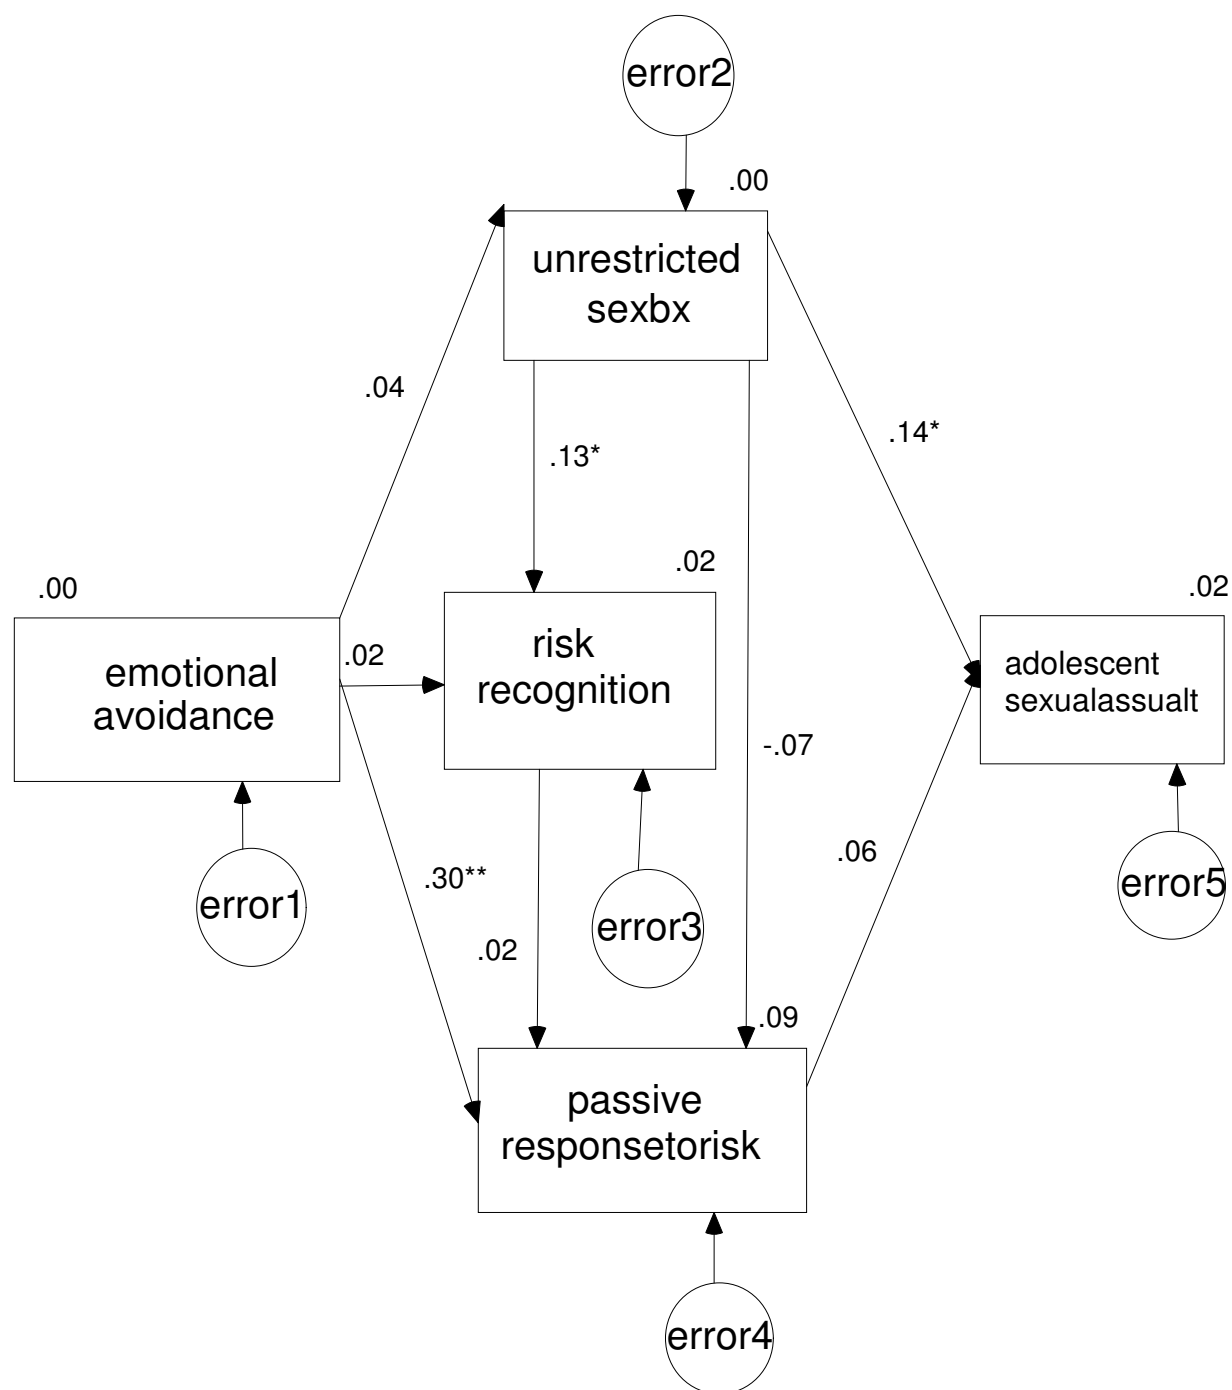 error2
.00
unrestricted
sexbx
.04
.14*
.13*
.02
.00
.02
risk
recognition
.02
emotional
avoidance
adolescent
sexualassualt
-.07
.06
.30**
error1
error3
error5
.02
.09
passive
responsetorisk
error4